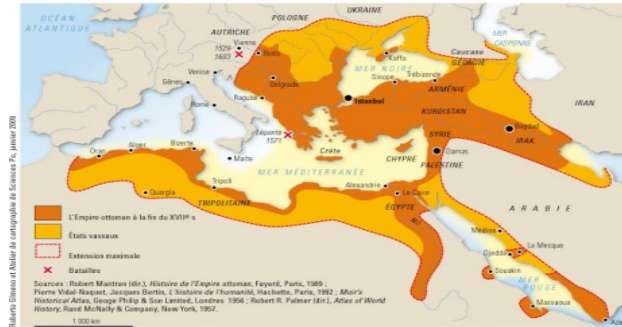 OCÉAN
ATLANTIQUE
UKRAINE
POLOGNE
AUTRICHE
Vienne
1529
1683
Buda
MER
CASPIENNE
Caucase
GÉORGIE
Kaffa
Venise
Gênes
Belgrade
MER NOIRE
Sinope
Trébizonde
ARMÉNIE
Raguse
Rome
Istanbul
KURDISTAN
IRAN
Lépante
1571
Bagdad
IRAK
SYRIE
Damas
Oran
Alger
Bizerte
Malte
Crète
CHYPRE
PALESTINE
MER MÉDITERRANÉE
Alexandrie
Le Caire
Tripoli
Ouargla
TRIPOLITAINE
ÉGYPTE
ARABIE
Médine
La Mecque
Djedda
Souakin
MER
ROUGE
Massaoua
Aden
L'Empire ottoman à la fin du XVIIe s
États vassaux
Extension maximale
Batailles
Sources : Robert Mantran (dir.), Histoire de l'Empire ottoman, Fayard, Paris, 1989 ;
Pierre Vidal-Naquet, Jacques Bertin, L'histoire de l'humanité, Hachette, Paris, 1992 ; Muir's
Historical Atlas, George Philip & Son Limited, Londres 1956 ; Robert R. Palmer (dir.), Atlas of World
History, Rand McNally & Company, New York, 1957.
1 000 km
Roberto Gimeno et Atelier de cartographie de Sciences Po, janvier 2009